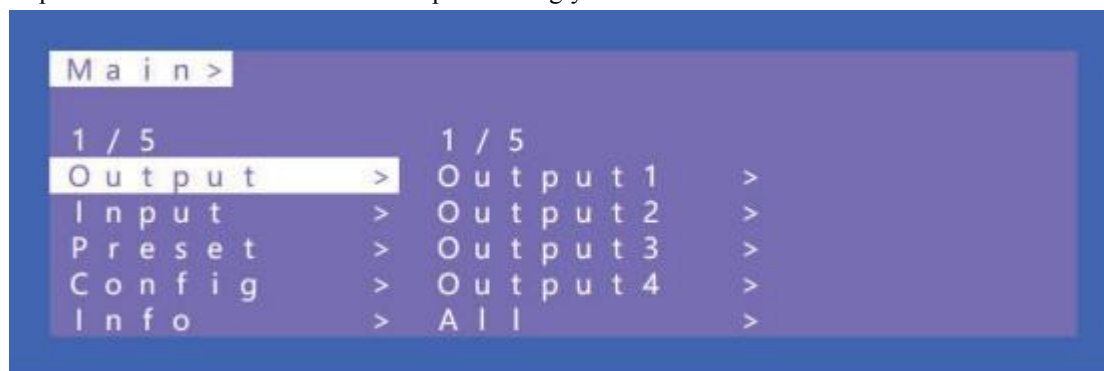 Main>
1/5 1/5
Output > Output1 >
Input > Output2 >
Preset > Output3 >
Config > Output4 >
Info > All >